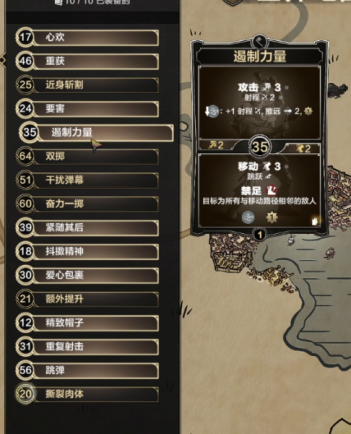 10 / 10 已装备的
17 心欢
46 重获
25 近身斩割
24 要害
35 遏制力量
64 双掷
51 干扰弹幕
60 奋力一掷
39 紧随其后
18 抖擞精神
30 爱心包裹
21 额外提升
12 精致帽子
31 重复射击
56 跳弹
20 撕裂肉体
遏制力量
攻击 3
射程 2
: +1 射程, 推远 2,
2 35 2
移动 3
跳跃
禁足
目标为所有与移动路径相邻的敌人
1